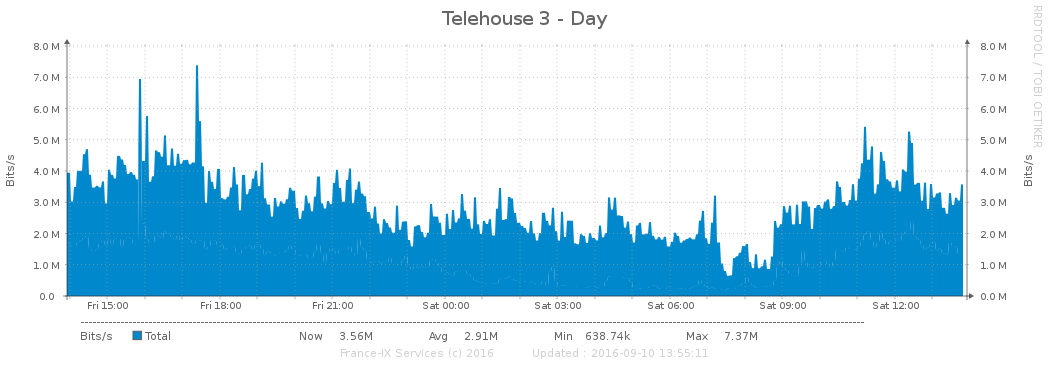 Telehouse 3 - Day
RRDTOOL / TOBI OETIKER
Bits/s
8.0 M 8.0 M
7.0 M 7.0 M
6.0 M 6.0 M
5.0 M 5.0 M
4.0 M 4.0 M
3.0 M 3.0 M
2.0 M 2.0 M
1.0 M 1.0 M
0.0 0.0 M
Bits/s
Fri 15:00 Fri 18:00 Fri 21:00 Sat 00:00 Sat 03:00 Sat 06:00 Sat 09:00 Sat 12:00
Bits/s Total Now 3.56M Avg 2.91M Min 638.74k Max 7.37M
France-IX Services (c) 2016 Updated : 2016-09-10 13:55:11